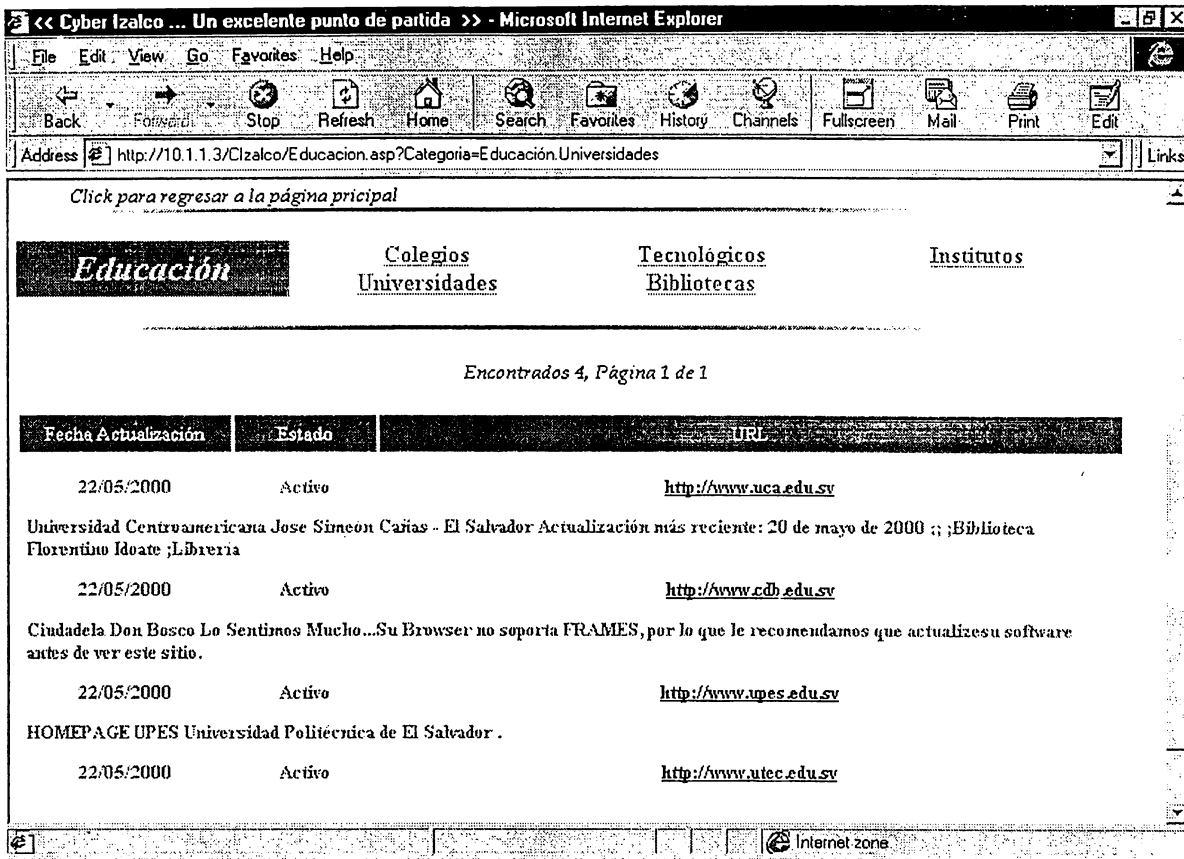 << Cyber Izalco ... Un excelente punto de partida >> - Microsoft Internet Explorer
File Edit View Go Favorites Help
Back Forward Stop Refresh Home Search Favorites History Channels Fullscreen Mail Print Edit
Address http://10.1.1.3/CIzalco/Educacion.asp?Categoria=Educación.Universidades Links
Click para regresar a la página pricipal
Educación
Colegios Tecnológicos Institutos
Universidades Bibliotecas
Encontrados 4, Página 1 de 1
Fecha Actualización Estado URL
22/05/2000 Activo http://www.uca.edu.sv
Universidad Centroamericana Jose Simeón Cañas - El Salvador Actualización más reciente: 20 de mayo de 2000 ;; ;Biblioteca
Florentino Idoate ;Librería
22/05/2000 Activo http://www.cdb.edu.sv
Ciudadela Don Bosco Lo Sentimos Mucho...Su Browser no soporta FRAMES, por lo que le recomendamos que actualizesu software
antes de ver este sitio.
22/05/2000 Activo http://www.upes.edu.sv
HOMEPAGE UPES Universidad Politécnica de El Salvador .
22/05/2000 Activo http://www.utec.edu.sv
Internet zone